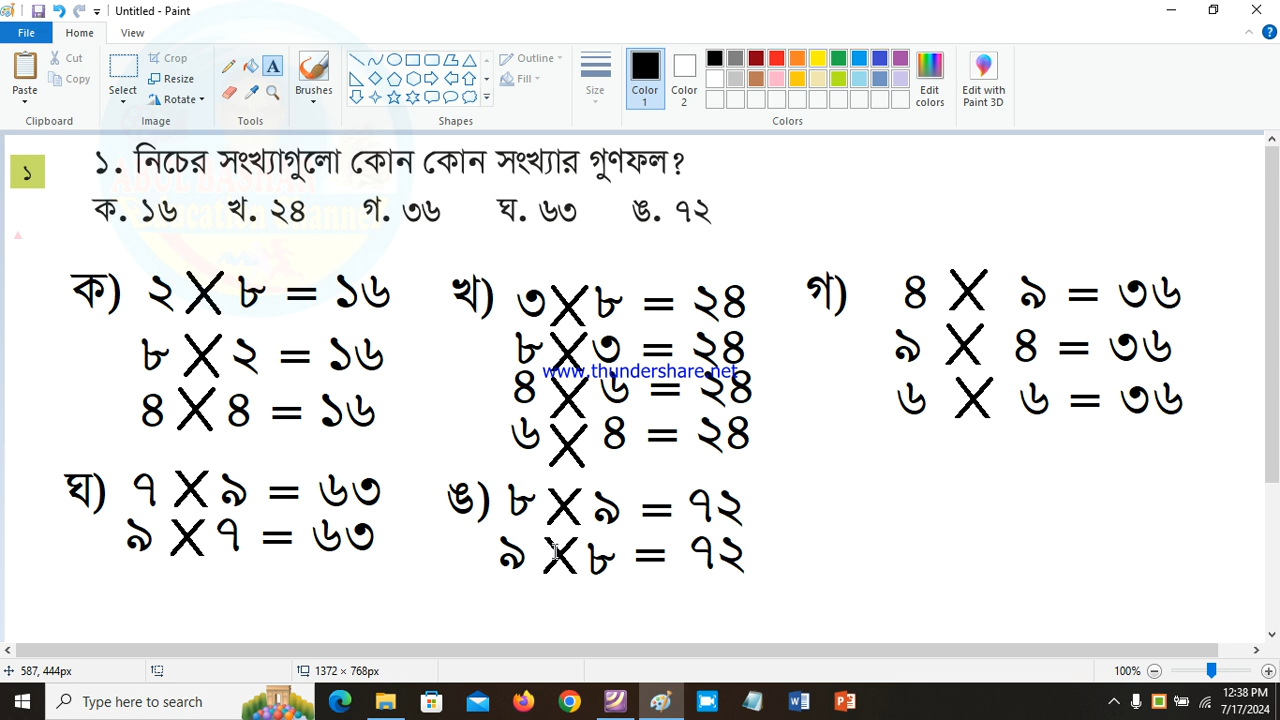 Untitled - Paint
File Home View
Paste Cut Copy Select Crop Resize Rotate Brushes Outline Fill Size Color 1 Color 2 Edit colors Edit with Paint 3D
Clipboard Image Tools Shapes Colors
১
১. নিচের সংখ্যাগুলো কোন কোন সংখ্যার গুণফল?
ক. ১৬ খ. ২৪ গ. ৩৬ ঘ. ৬৩ ঙ. ৭২
ক) ২ X ৮ = ১৬
৮ X ২ = ১৬
৪ X ৪ = ১৬
খ) ৩ X ৮ = ২৪
৮ X ৩ = ২৪
www.thundershare.net
৪ X ৬ = ২৪
৬ X ৪ = ২৪
গ) ৪ X ৯ = ৩৬
৯ X ৪ = ৩৬
৬ X ৬ = ৩৬
ঘ) ৭ X ৯ = ৬৩
৯ X ৭ = ৬৩
ঙ) ৮ X ৯ = ৭২
৯ X ৮ = ৭২
587, 444px 1372 × 768px 100%
Type here to search
12:38 PM
7/17/2024